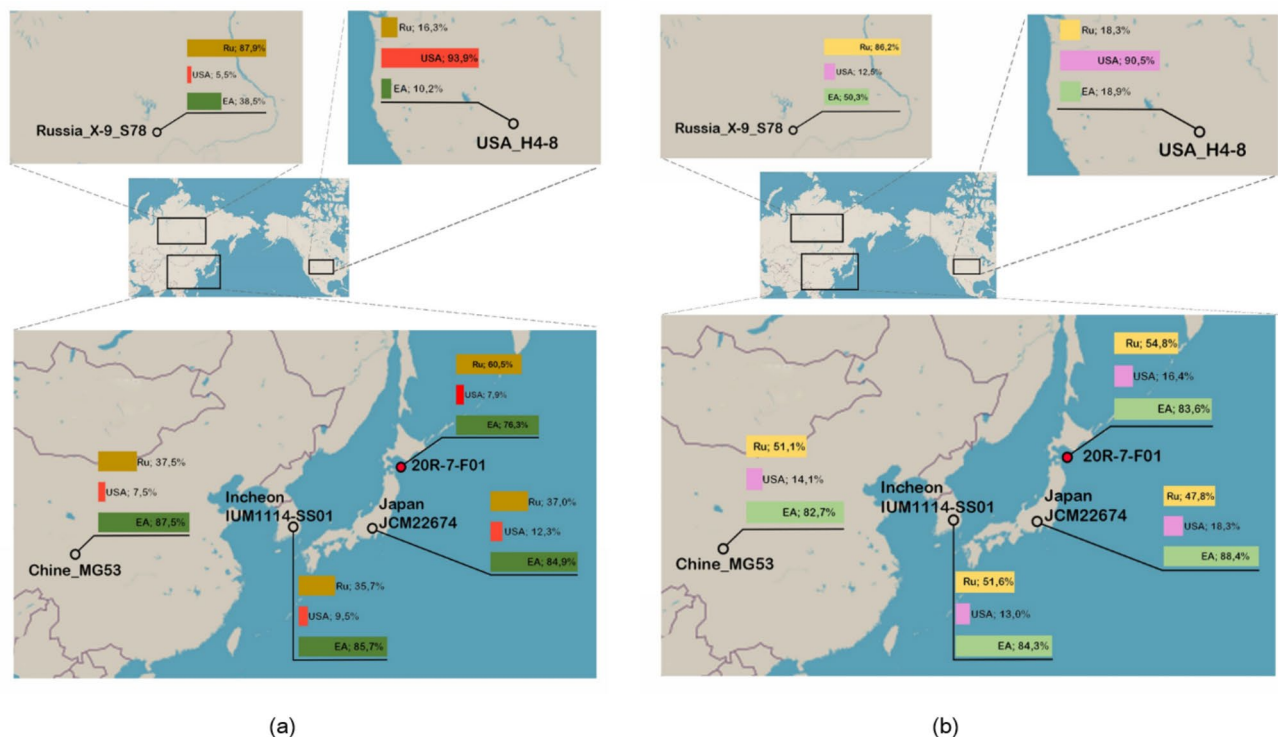 Ru; 87,9%
USA; 5,5%
EA; 38,5%
Russia_X-9_S78
Ru; 16,3%
USA; 93,9%
EA; 10,2%
USA_H4-8
Ru; 60,5%
USA; 7,9%
EA; 76,3%
20R-7-F01
Ru; 37,5%
USA; 7,5%
EA; 87,5%
Chine_MG53
Incheon
IUM1114-SS01
Japan
JCM22674
Ru; 37,0%
USA; 12,3%
EA; 84,9%
Ru; 35,7%
USA; 9,5%
EA; 85,7%
(a)
Ru; 86,2%
USA; 12,5%
EA; 50,3%
Russia_X-9_S78
Ru; 18,3%
USA; 90,5%
EA; 18,9%
USA_H4-8
Ru; 54,8%
USA; 16,4%
EA; 83,6%
20R-7-F01
Ru; 51,1%
USA; 14,1%
EA; 82,7%
Chine_MG53
Incheon
IUM1114-SS01
Japan
JCM22674
Ru; 47,8%
USA; 18,3%
EA; 88,4%
Ru; 51,6%
USA; 13,0%
EA; 84,3%
(b)